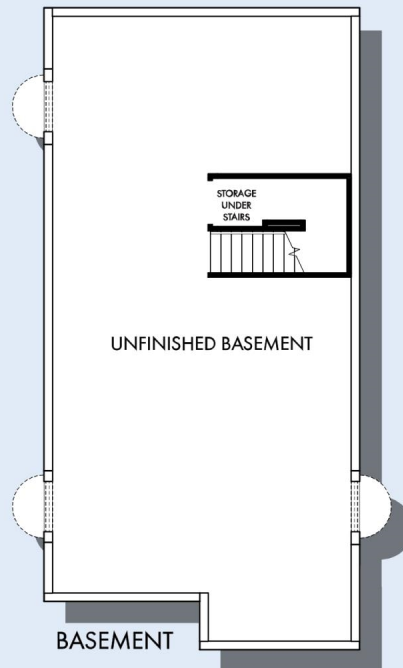 STORAGE
UNDER
STAIRS
UNFINISHED BASEMENT
BASEMENT